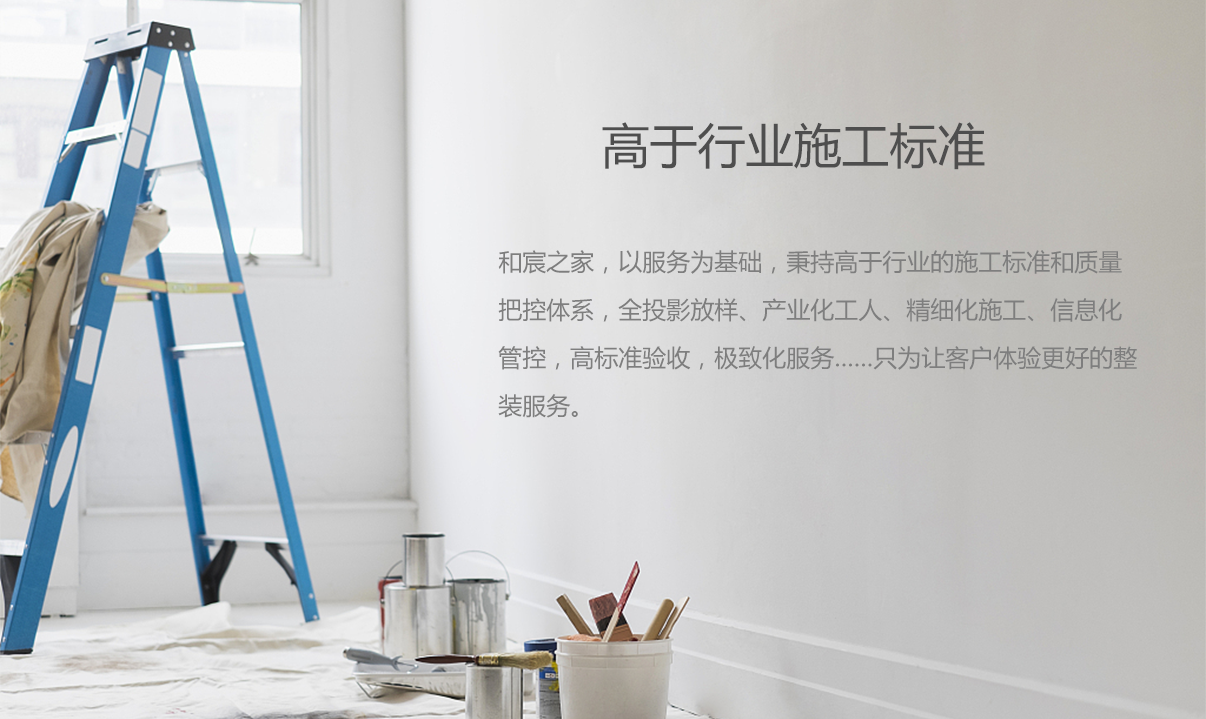 高于行业施工标准
和宸之家，以服务为基础，秉持高于行业的施工标准和质量
把控体系，全投影放样、产业化工人、精细化施工、信息化
管控，高标准验收，极致化服务......只为让客户体验更好的整
装服务。